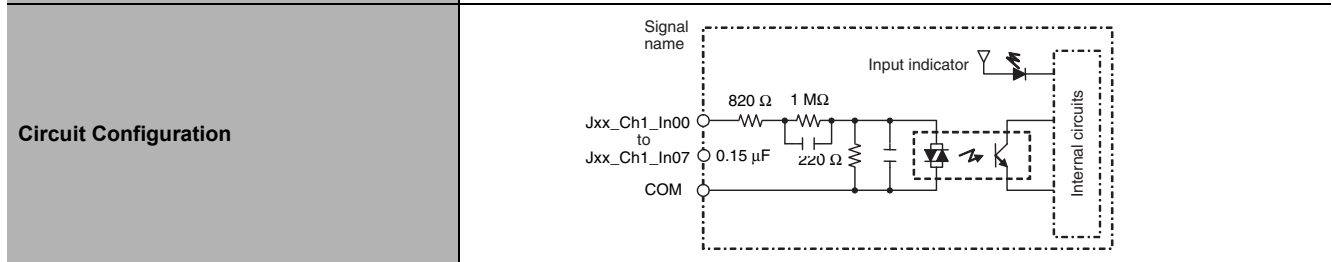 Circuit Configuration
Signal
name
Input indicator
820 Ω
1 MΩ
Jxx_Ch1_In00
to
Jxx_Ch1_In07
0.15 μF
220 Ω
COM
Internal circuits